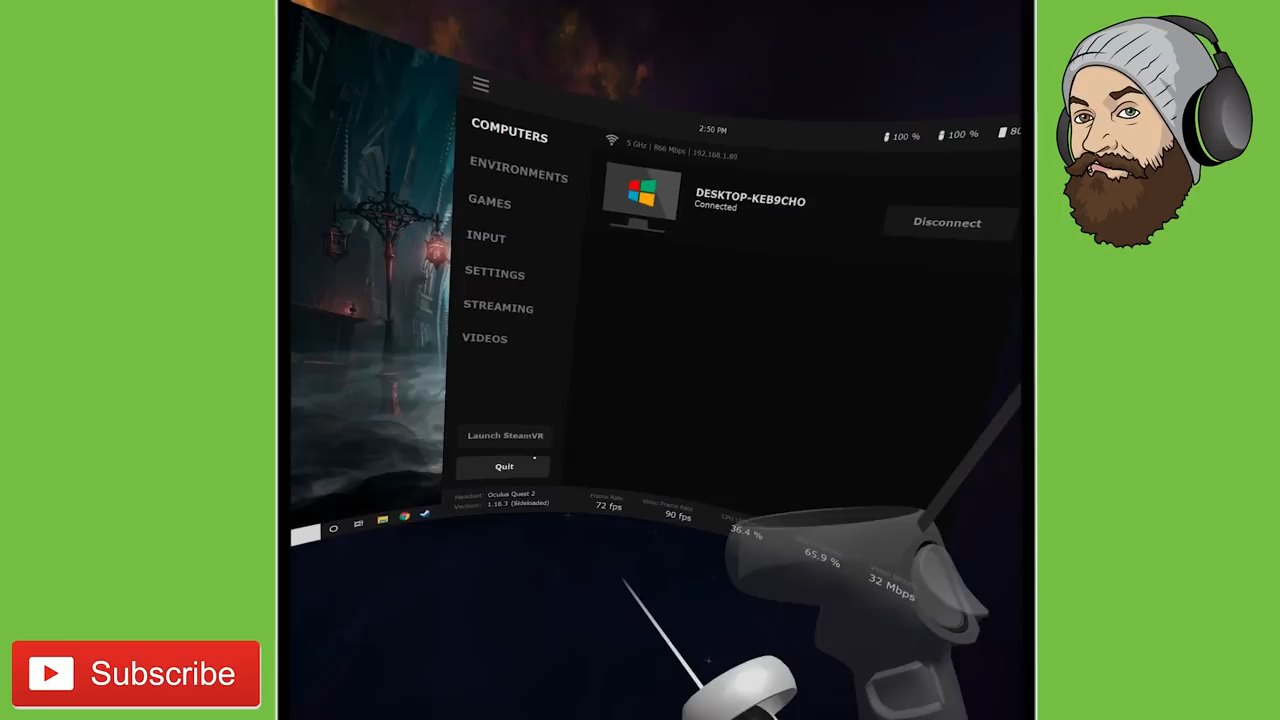 2:50 PM
100 %
100 %
80
5 GHz | 866 Mbps | 192.168.1.89
COMPUTERS
ENVIRONMENTS
GAMES
INPUT
SETTINGS
STREAMING
VIDEOS
DESKTOP-KEB9CHO
Connected
Disconnect
Launch SteamVR
Quit
Headset: Oculus Quest 2
Version: 1.16.3 (Sideloaded)
Frame Rate
72 fps
Video Frame Rate
90 fps
36.4 %
65.9 %
32 Mbps
Subscribe